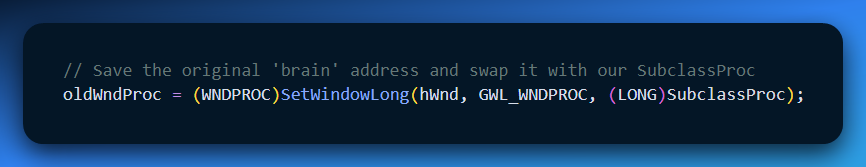 // Save the original 'brain' address and swap it with our SubclassProc
oldWndProc = (WNDPROC)SetWindowLong(hWnd, GWL_WNDPROC, (LONG)SubclassProc);